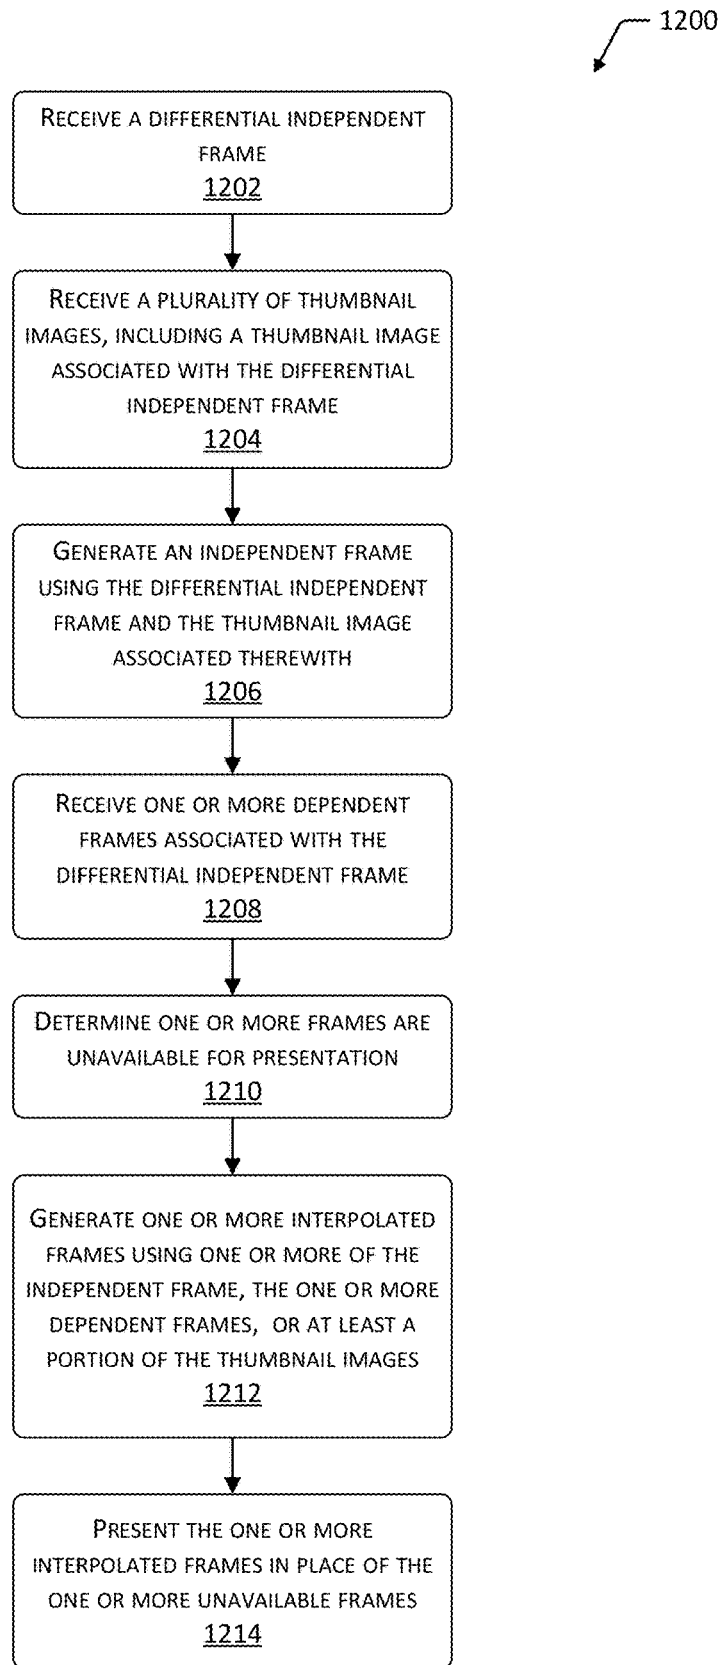 1200
RECEIVE A DIFFERENTIAL INDEPENDENT
FRAME
1202
RECEIVE A PLURALITY OF THUMBNAIL
IMAGES, INCLUDING A THUMBNAIL IMAGE
ASSOCIATED WITH THE DIFFERENTIAL
INDEPENDENT FRAME
1204
GENERATE AN INDEPENDENT FRAME
USING THE DIFFERENTIAL INDEPENDENT
FRAME AND THE THUMBNAIL IMAGE
ASSOCIATED THEREWITH
1206
RECEIVE ONE OR MORE DEPENDENT
FRAMES ASSOCIATED WITH THE
DIFFERENTIAL INDEPENDENT FRAME
1208
DETERMINE ONE OR MORE FRAMES ARE
UNAVAILABLE FOR PRESENTATION
1210
GENERATE ONE OR MORE INTERPOLATED
FRAMES USING ONE OR MORE OF THE
INDEPENDENT FRAME, THE ONE OR MORE
DEPENDENT FRAMES, OR AT LEAST A
PORTION OF THE THUMBNAIL IMAGES
1212
PRESENT THE ONE OR MORE
INTERPOLATED FRAMES IN PLACE OF THE
ONE OR MORE UNAVAILABLE FRAMES
1214